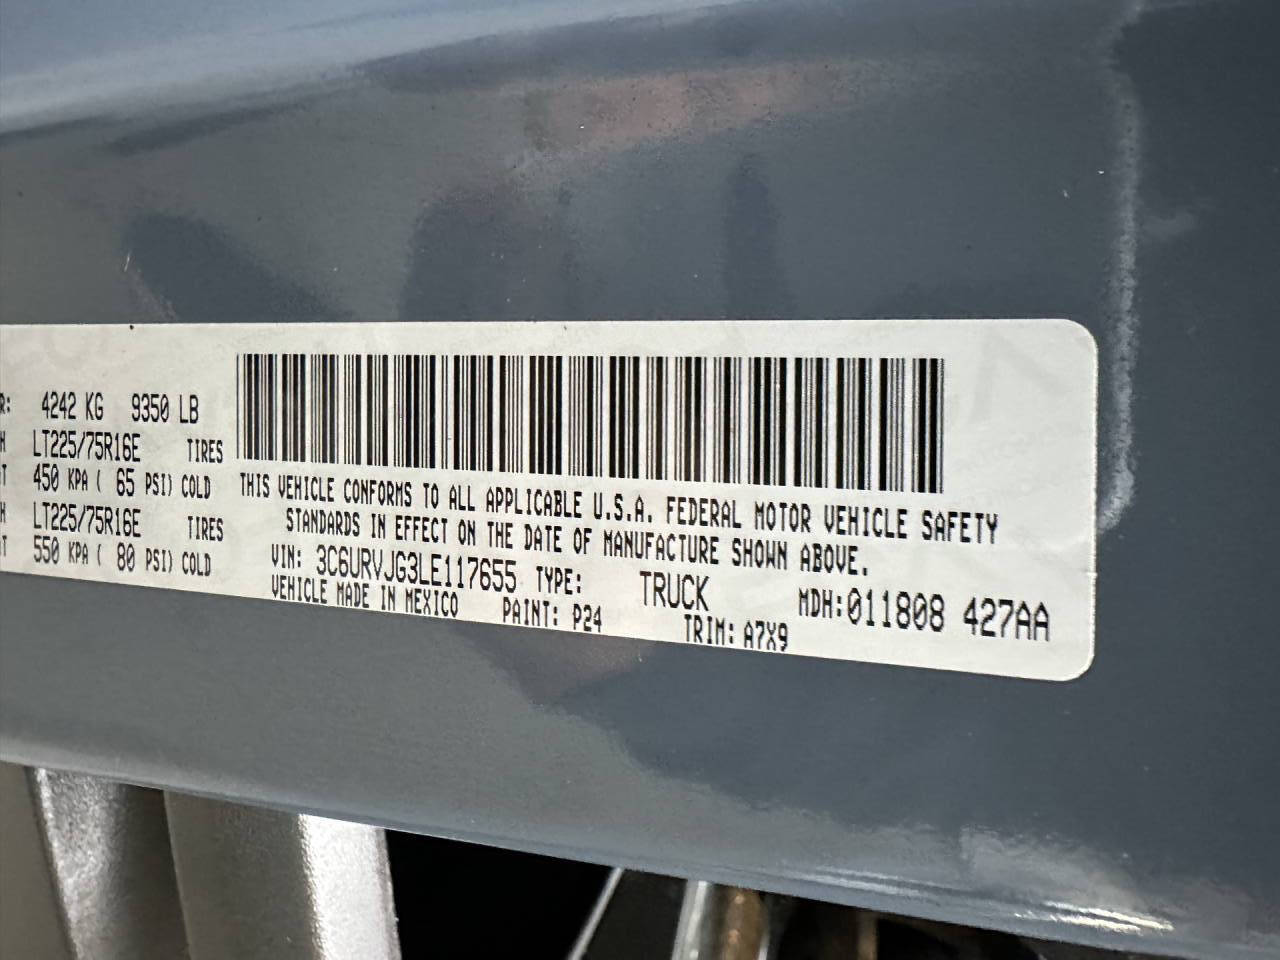 R: 4242 KG 9350 LB
LT225/75R16E TIRES
450 KPA ( 65 PSI) COLD
LT225/75R16E TIRES
550 KPA ( 80 PSI) COLD
THIS VEHICLE CONFORMS TO ALL APPLICABLE U.S.A. FEDERAL MOTOR VEHICLE SAFETY
STANDARDS IN EFFECT ON THE DATE OF MANUFACTURE SHOWN ABOVE.
VIN: 3C6URVJG3LE117655 TYPE: TRUCK MDH:011808 427AA
VEHICLE MADE IN MEXICO PAINT: P24 TRIM: A7X9